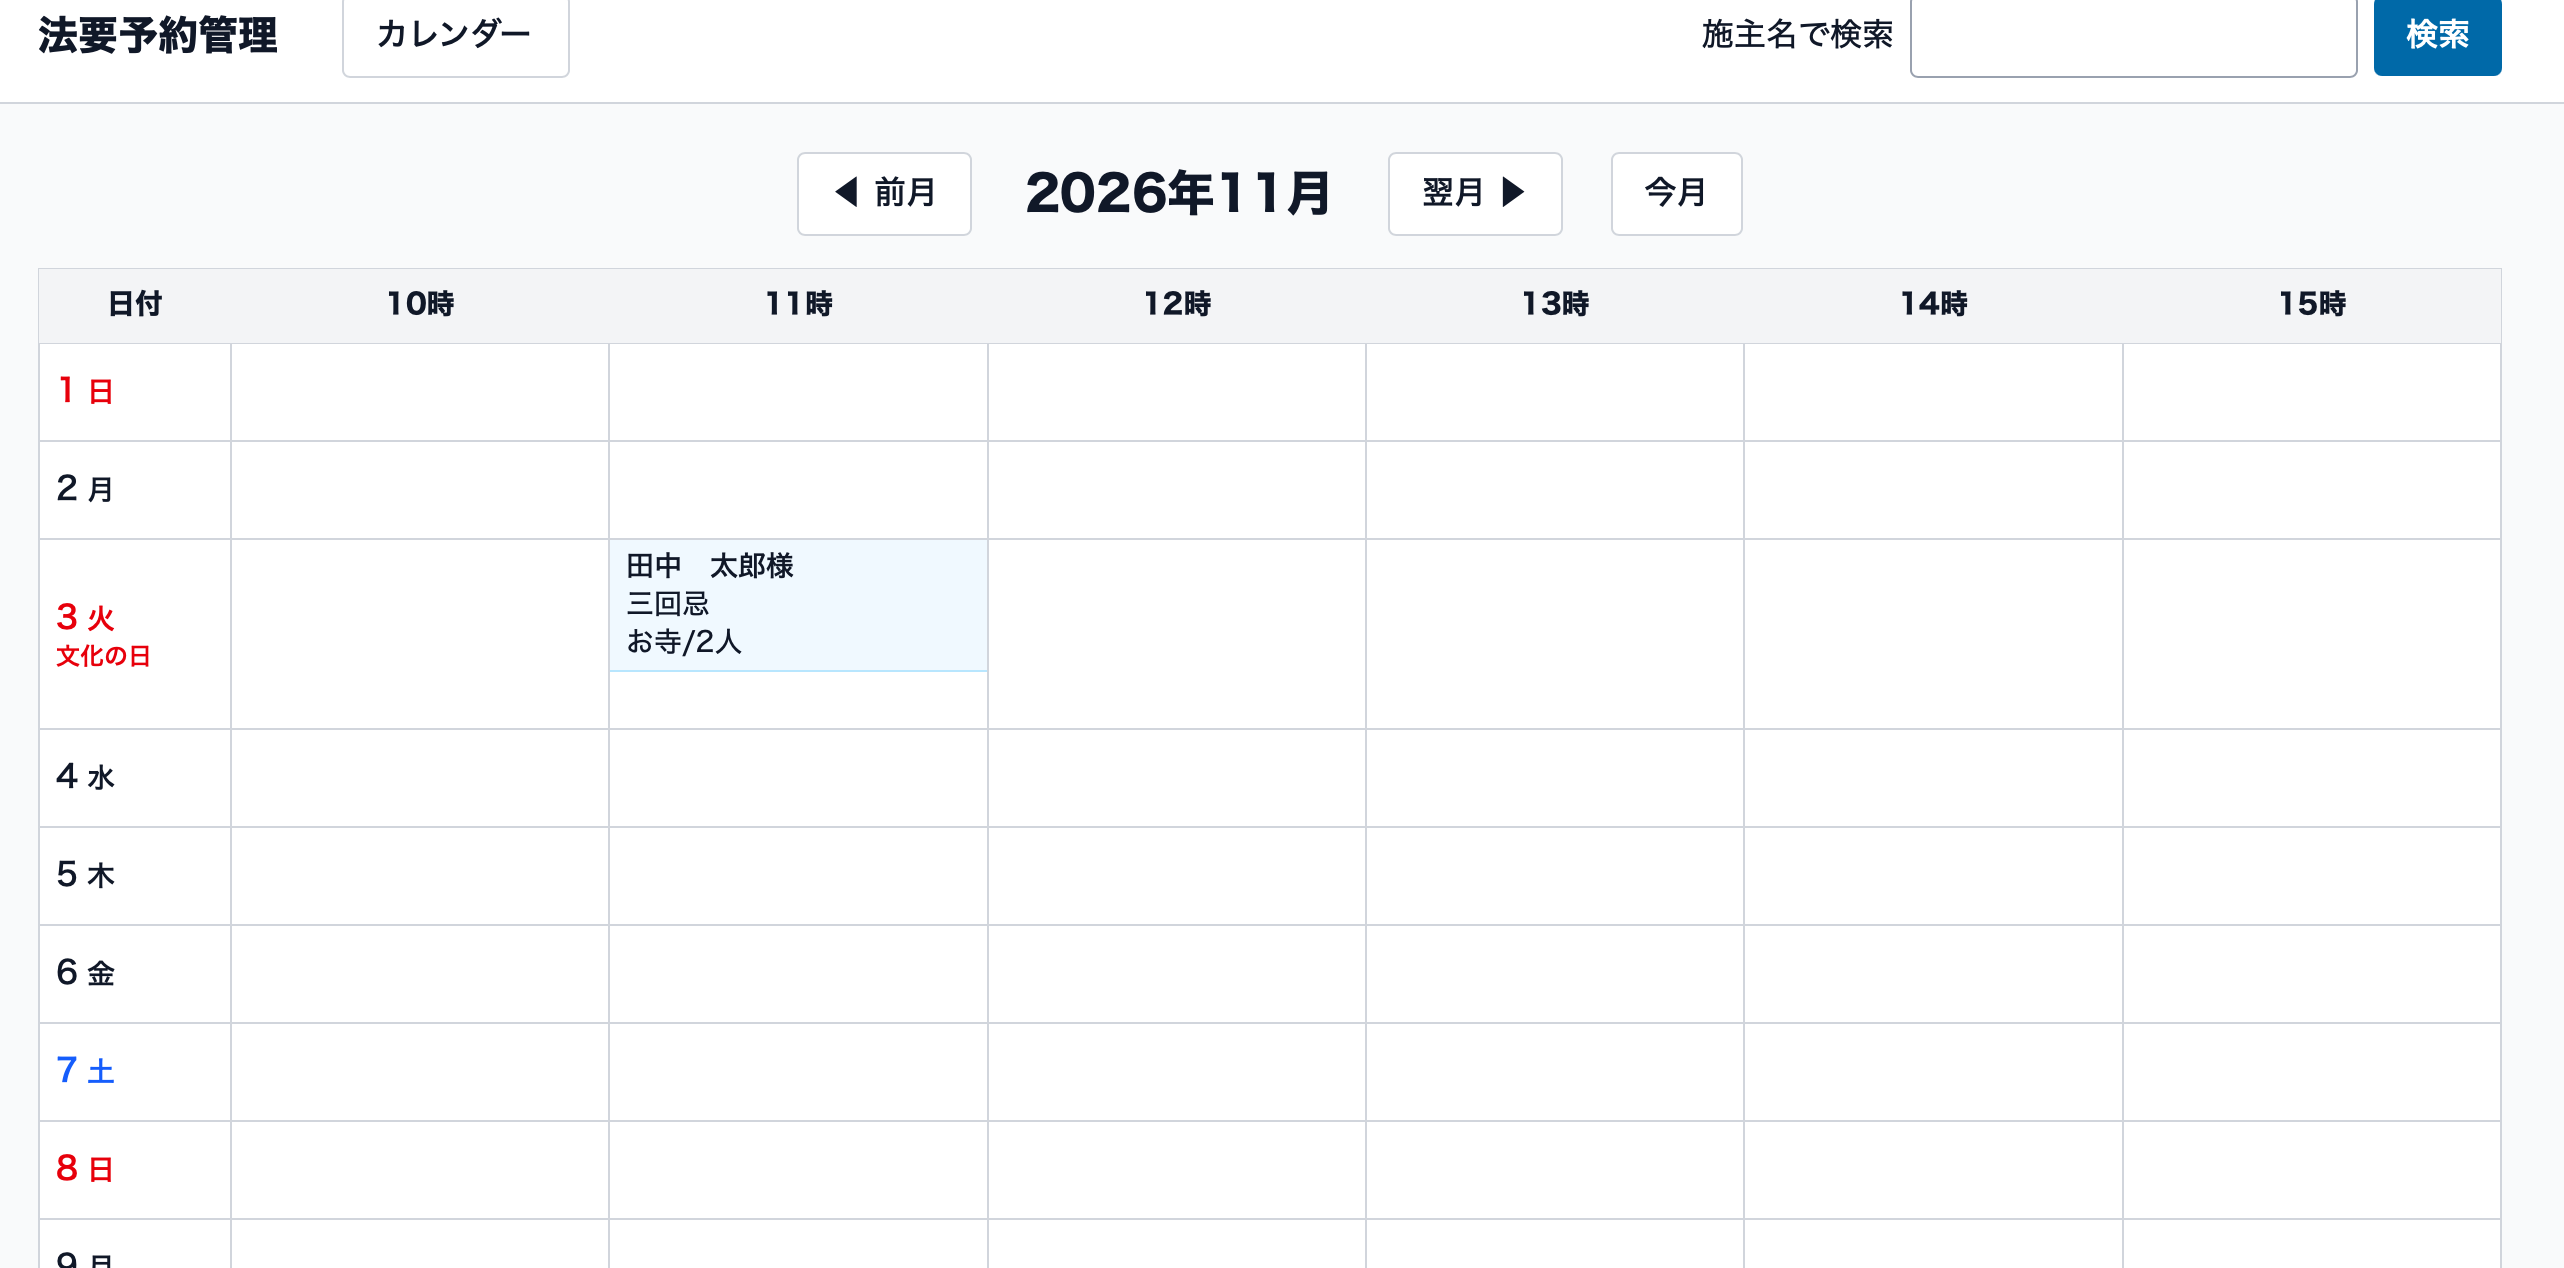 法要予約管理
カレンダー
施主名で検索
検索
◀ 前月
2026年11月
翌月 ▶
今月
日付 10時 11時 12時 13時 14時 15時
1 日
2 月
3 火
文化の日
田中　太郎様
三回忌
お寺/2人
4 水
5 木
6 金
7 土
8 日
9 月